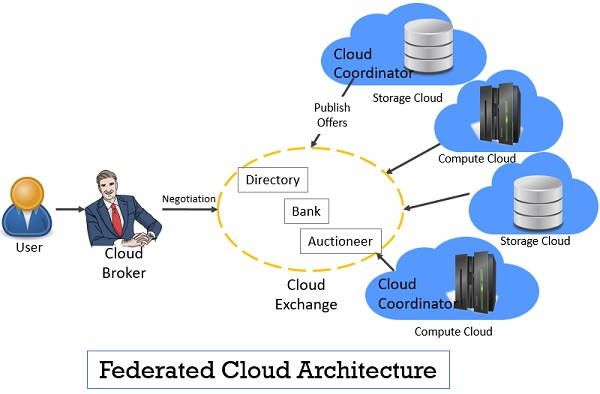 Cloud
Coordinator
Storage Cloud
Publish
Offers
Compute Cloud
Directory
Negotiation
Bank
Auctioneer
User
Cloud
Broker
Storage Cloud
Cloud
Exchange
Cloud
Coordinator
Compute Cloud
Federated Cloud Architecture